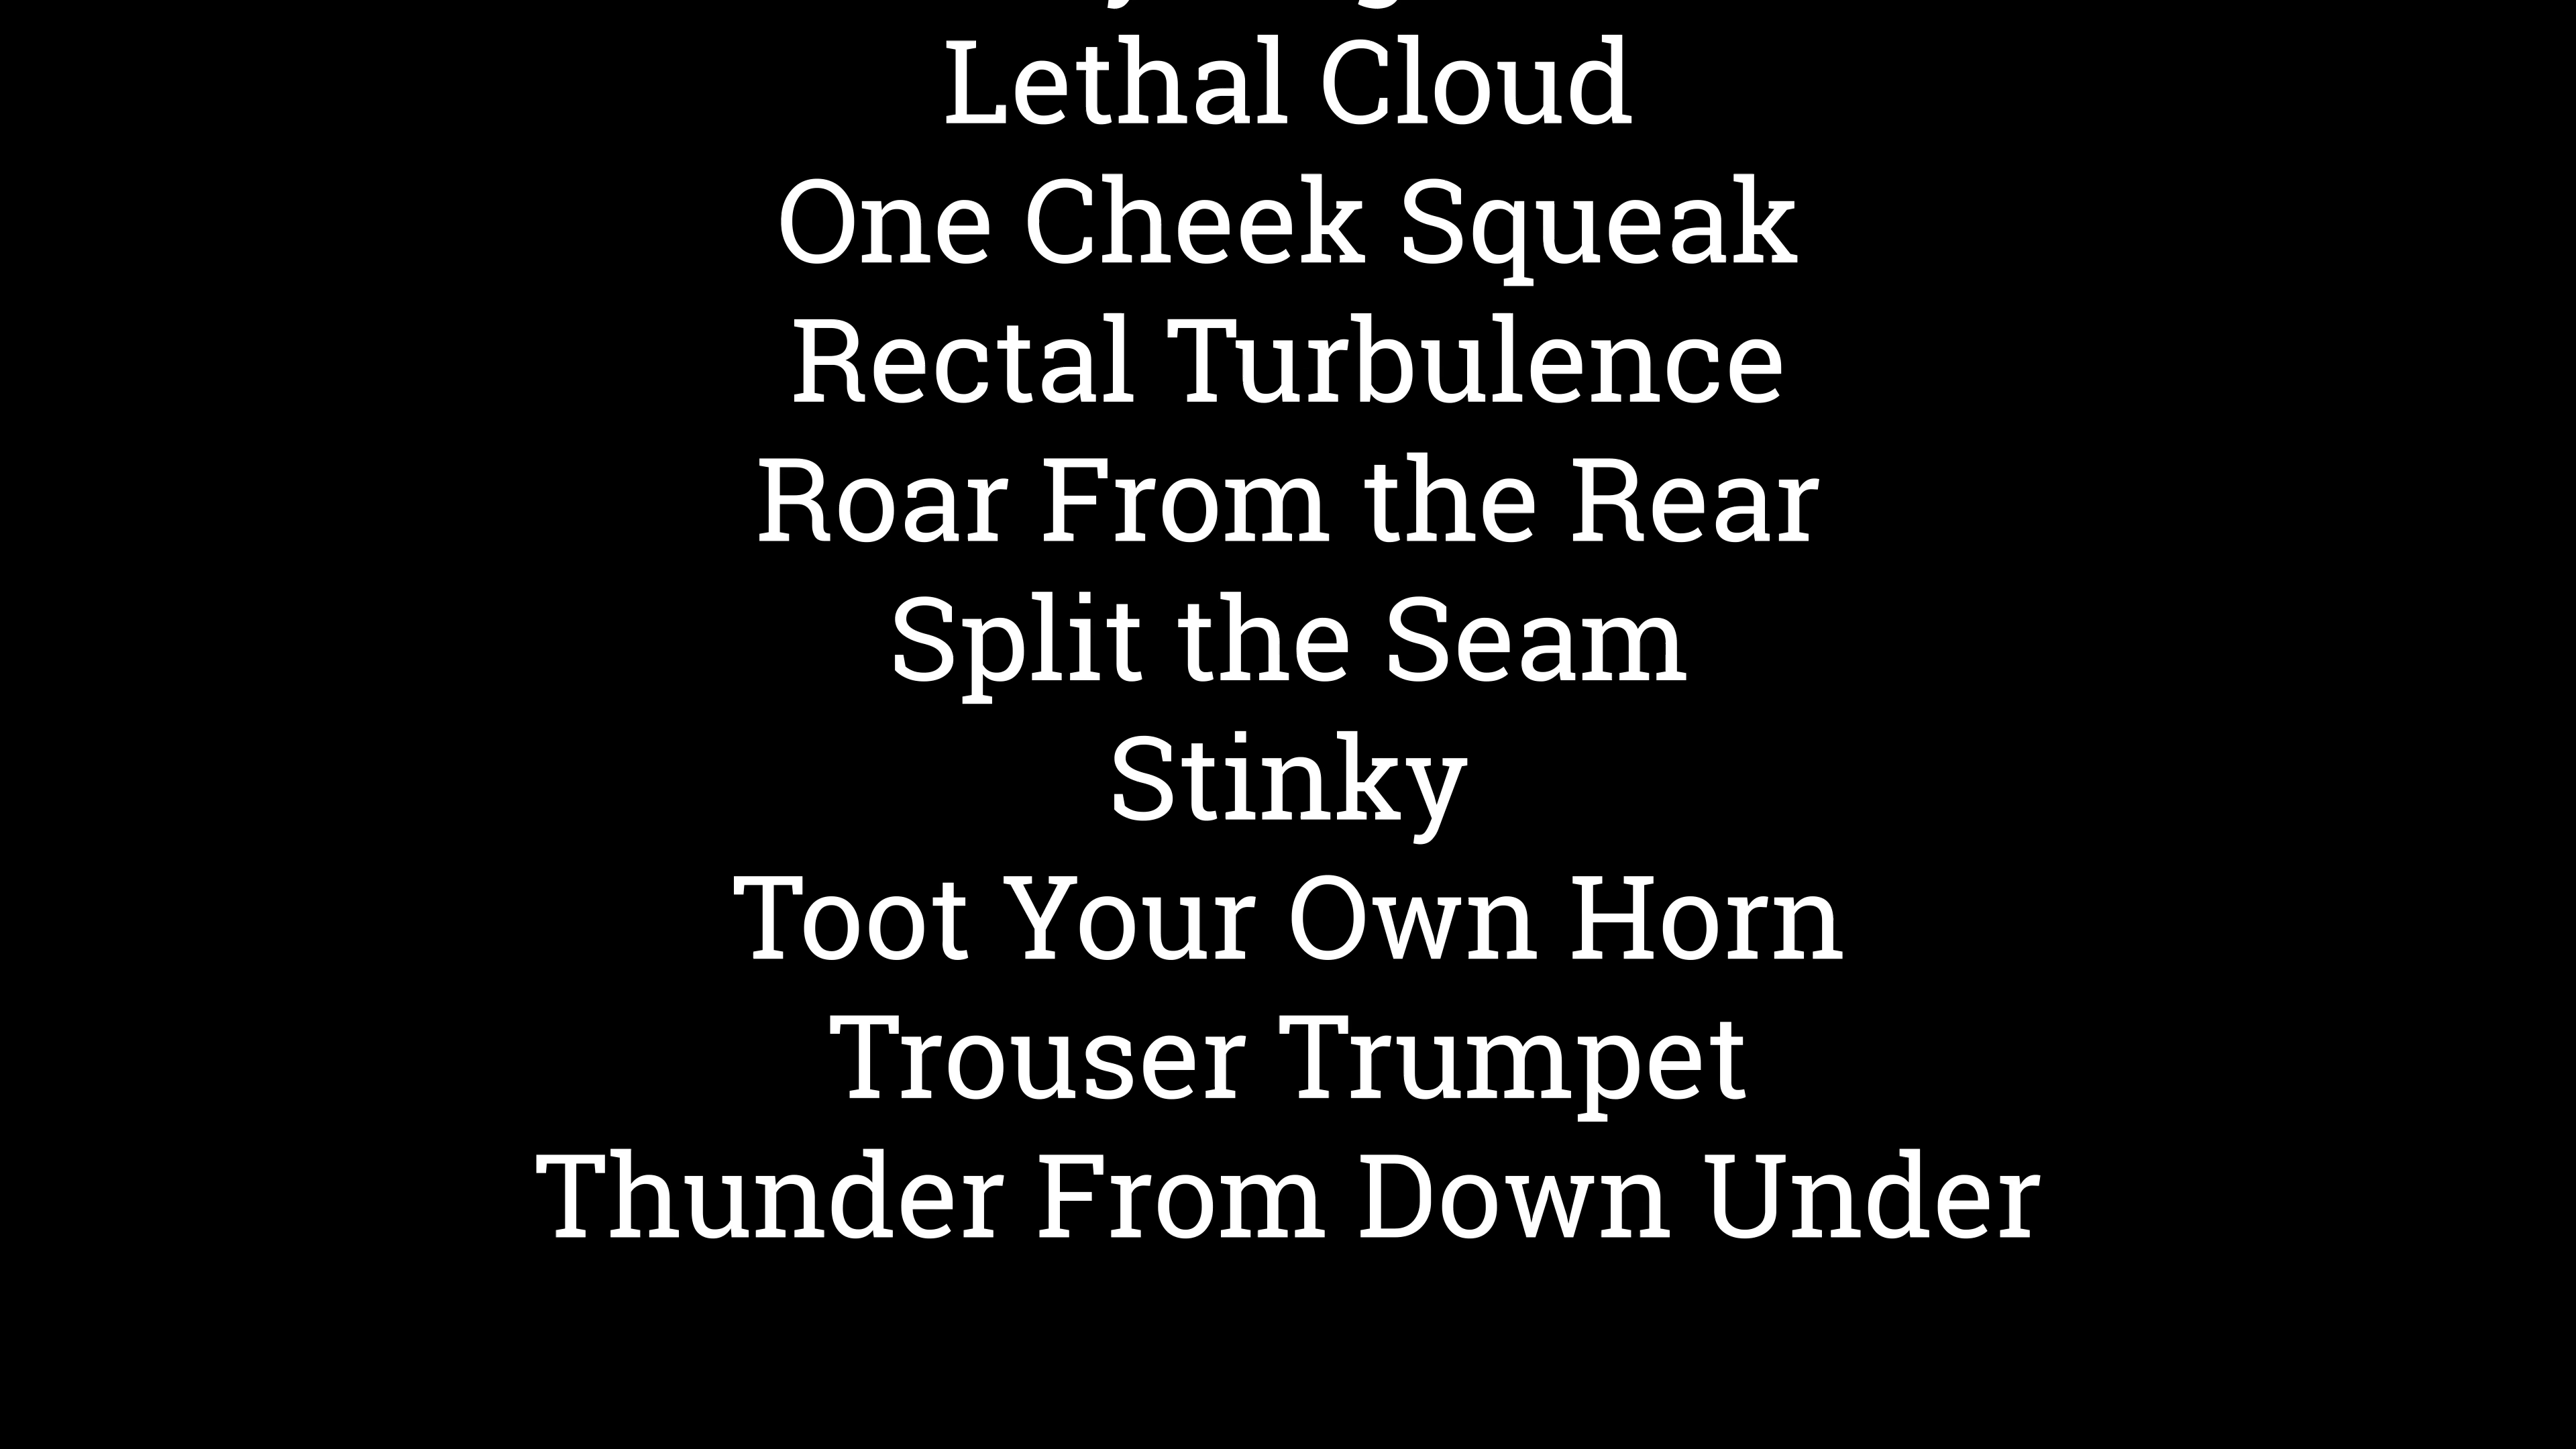 Lethal Cloud
One Cheek Squeak
Rectal Turbulence
Roar From the Rear
Split the Seam
Stinky
Toot Your Own Horn
Trouser Trumpet
Thunder From Down Under